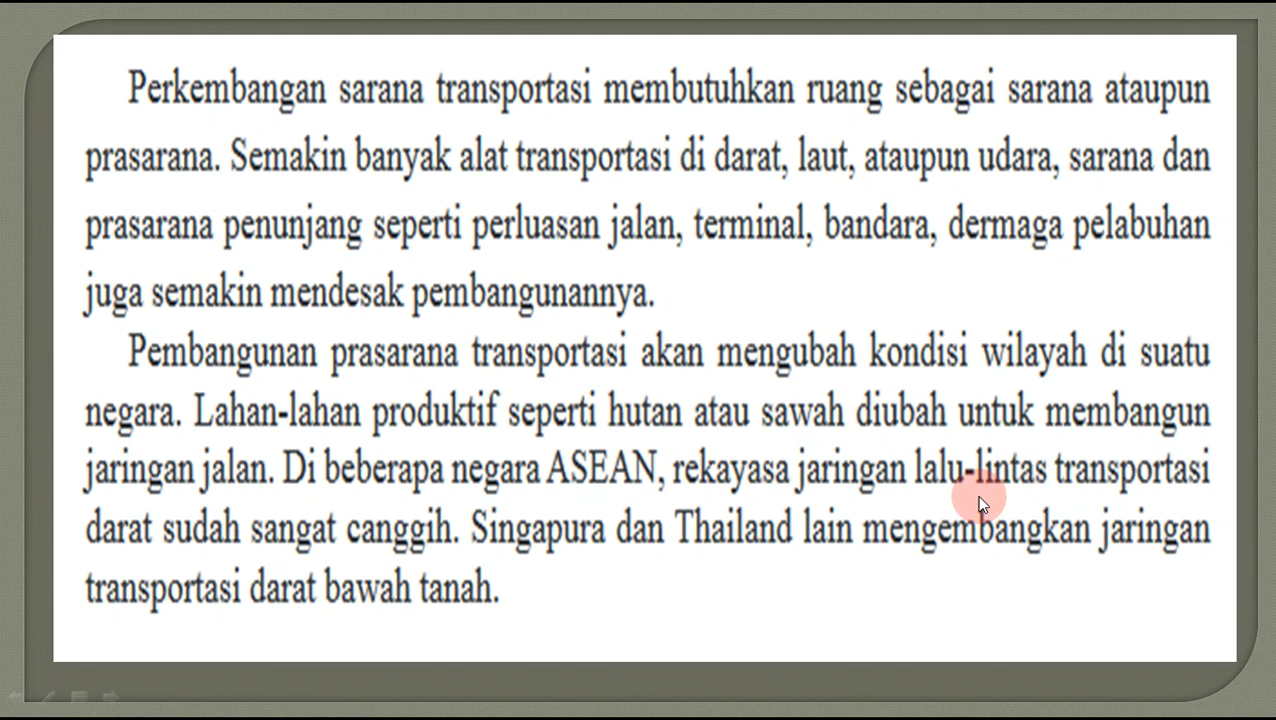 Perkembangan sarana transportasi membutuhkan ruang sebagai sarana ataupun
prasarana. Semakin banyak alat transportasi di darat, laut, ataupun udara, sarana dan
prasarana penunjang seperti perluasan jalan, terminal, bandara, dermaga pelabuhan
juga semakin mendesak pembangunannya.
Pembangunan prasarana transportasi akan mengubah kondisi wilayah di suatu
negara. Lahan-lahan produktif seperti hutan atau sawah diubah untuk membangun
jaringan jalan. Di beberapa negara ASEAN, rekayasa jaringan lalu-lintas transportasi
darat sudah sangat canggih. Singapura dan Thailand lain mengembangkan jaringan
transportasi darat bawah tanah.